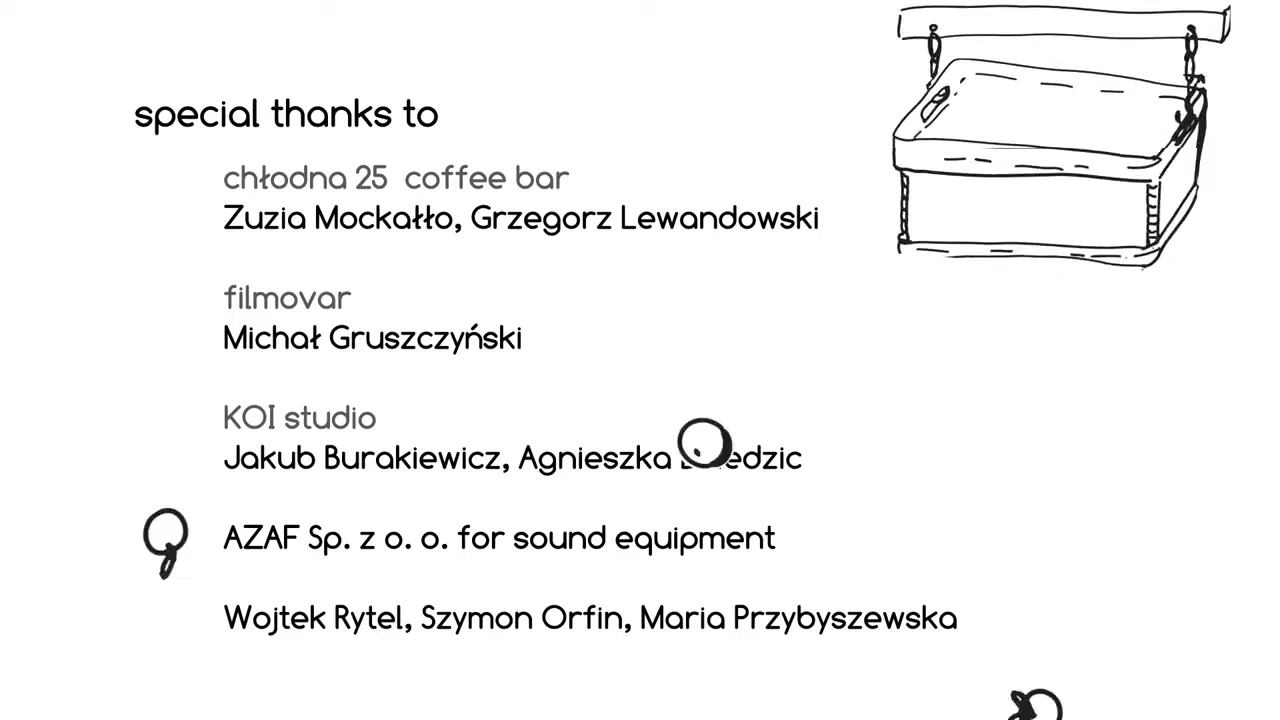 special thanks to
chłodna 25 coffee bar
Zuzia Mockałło, Grzegorz Lewandowski
filmovar
Michał Gruszczyński
KOI studio
Jakub Burakiewicz, Agnieszka
AZAF Sp. z o. o. for sound equipment
Wojtek Rytel, Szymon Orfin, Maria Przybyszewska